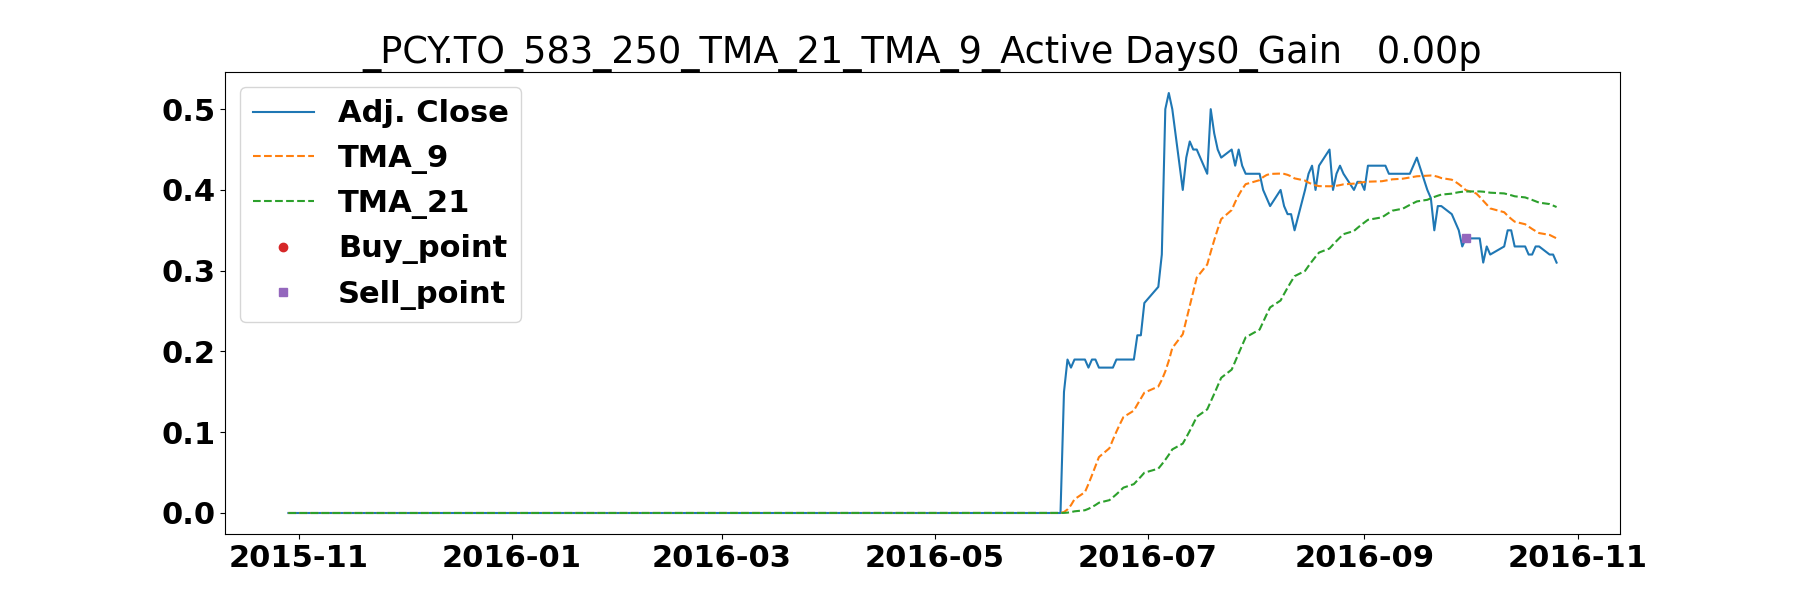 _PCY.TO_583_250_TMA_21_TMA_9_Active Days0_Gain   0.00p
0.5
0.4
0.3
0.2
0.1
0.0
Adj. Close
TMA_9
TMA_21
Buy_point
Sell_point
2015-11 2016-01 2016-03 2016-05 2016-07 2016-09 2016-11